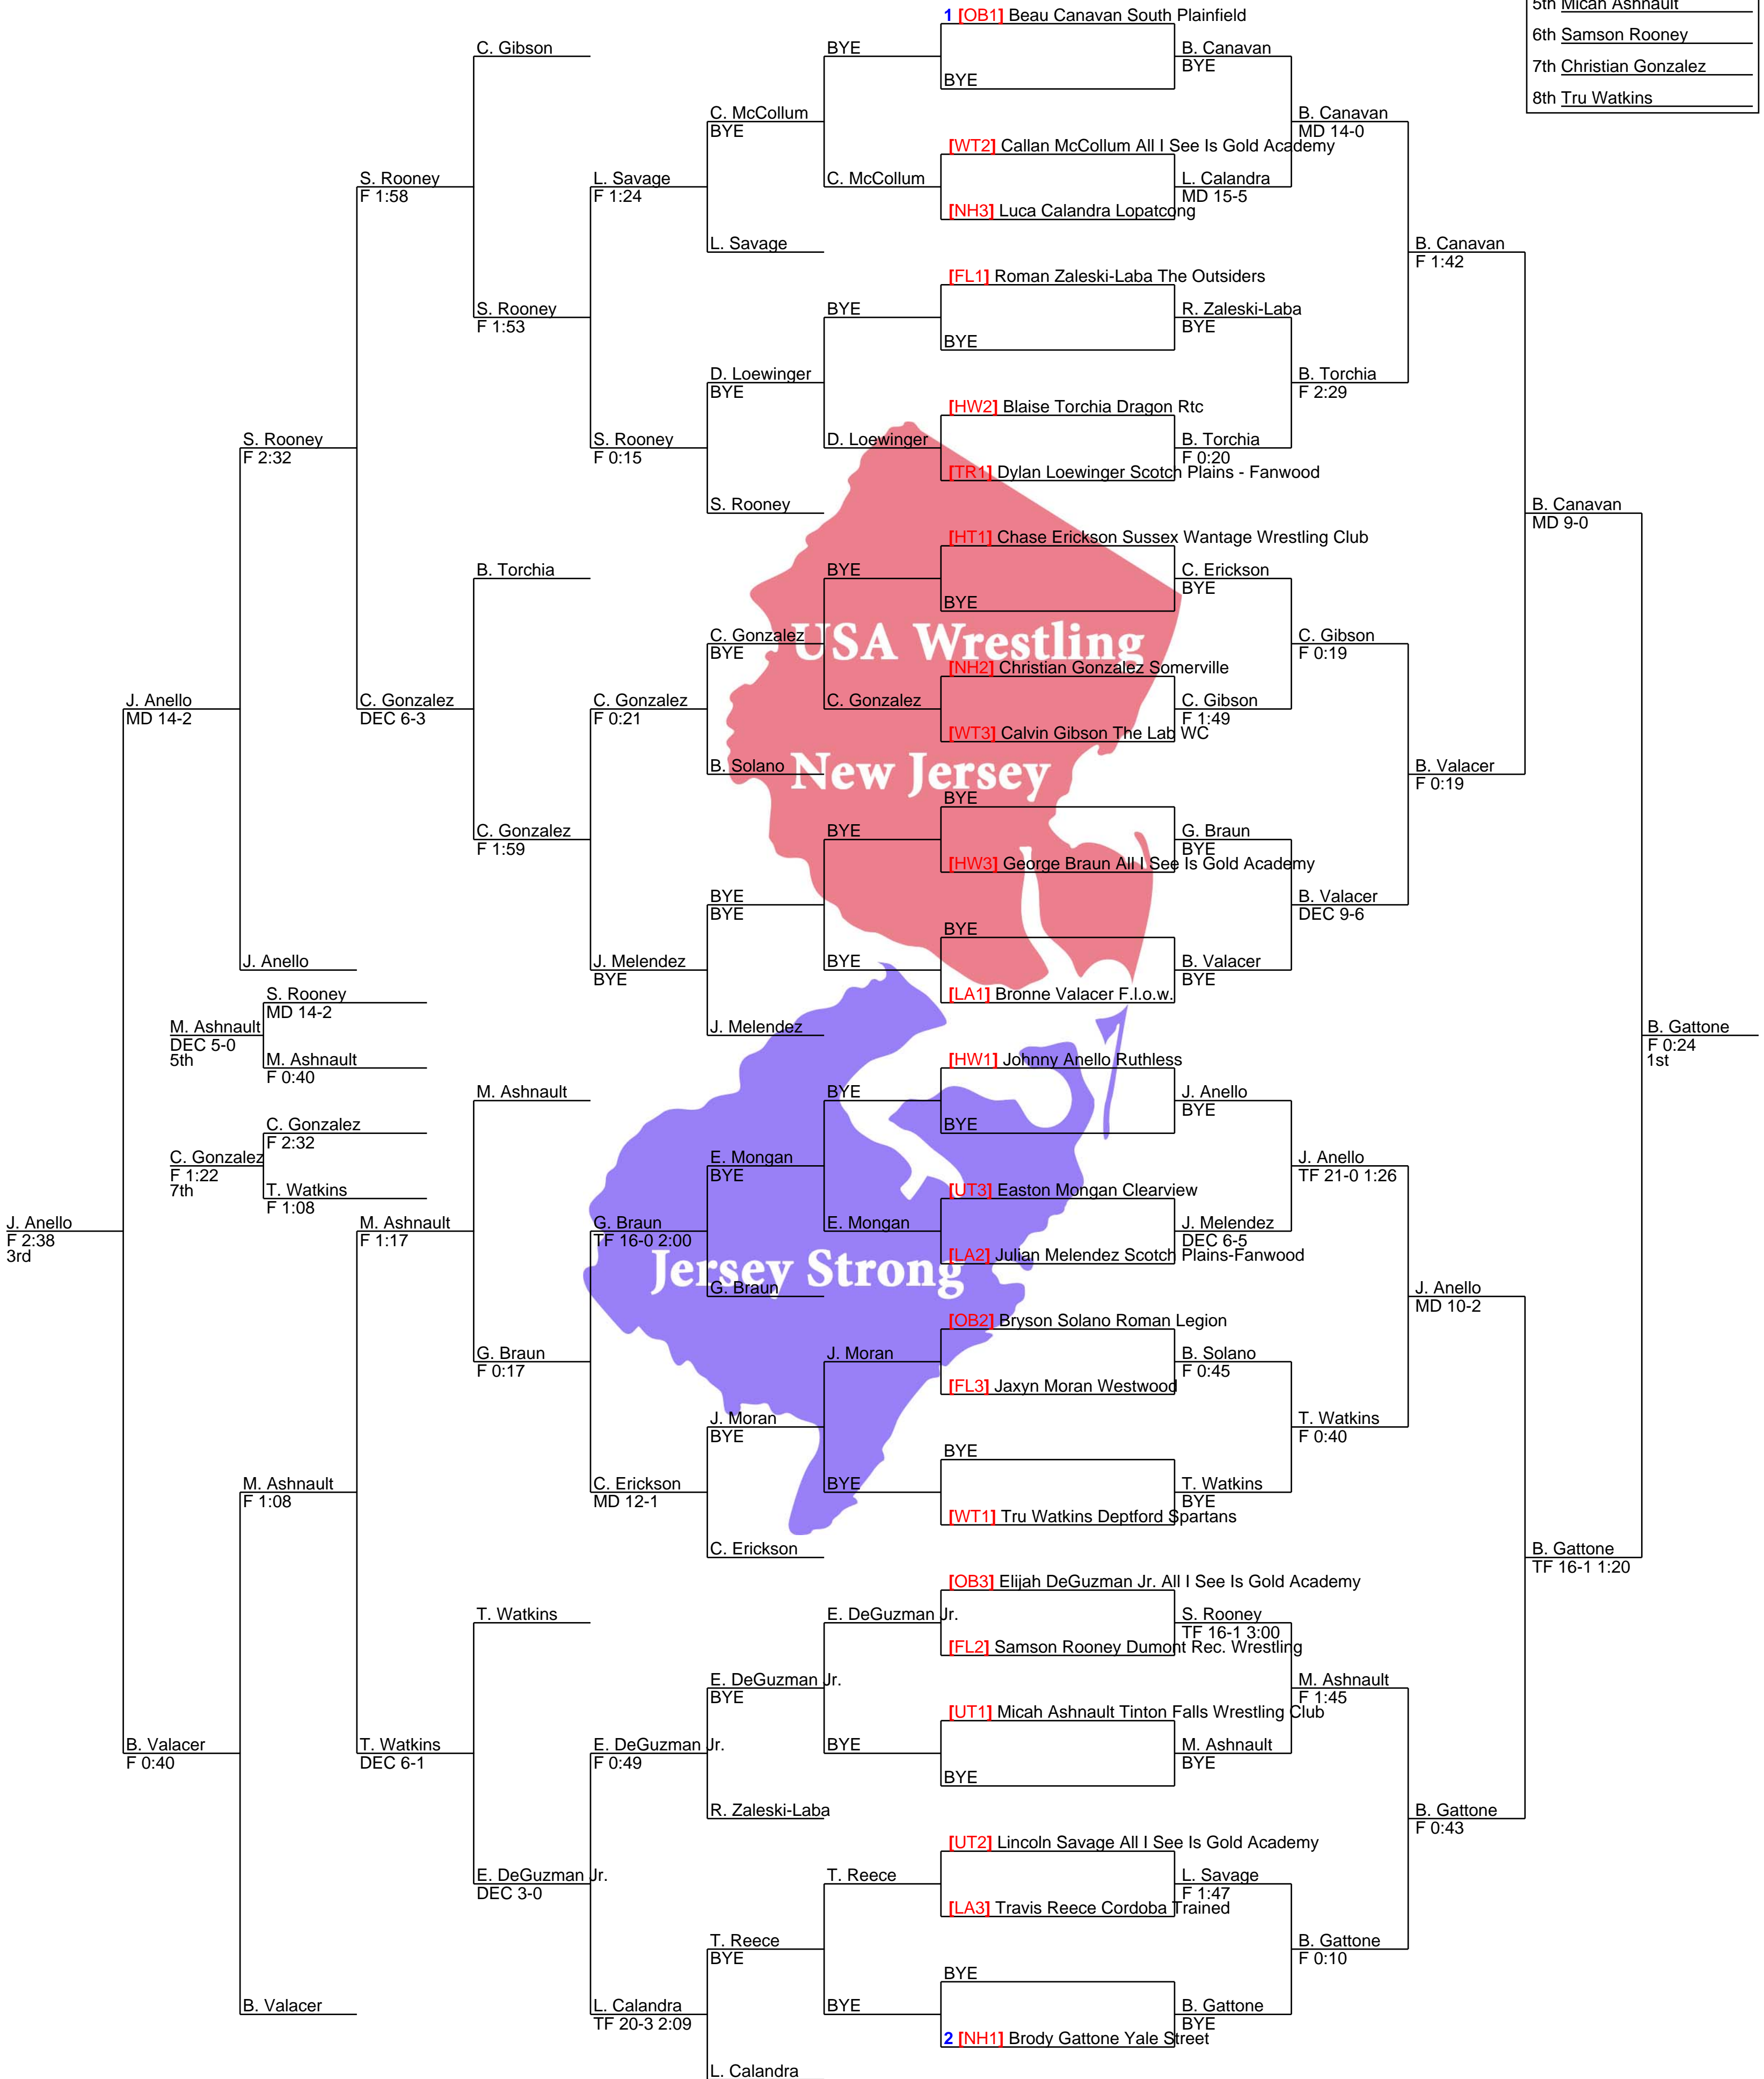 5th Micah Ashnault
6th Samson Rooney
7th Christian Gonzalez
8th Tru Watkins
1 [OB1] Beau Canavan South Plainfield
BYE
[WT2] Callan McCollum All I See Is Gold Academy
[NH3] Luca Calandra Lopatcong
[FL1] Roman Zaleski-Laba The Outsiders
BYE
[HW2] Blaise Torchia Dragon Rtc
[TR1] Dylan Loewinger Scotch Plains - Fanwood
[HT1] Chase Erickson Sussex Wantage Wrestling Club
BYE
[NH2] Christian Gonzalez Somerville
[WT3] Calvin Gibson The Lab WC
BYE
[HW3] George Braun All I See Is Gold Academy
BYE
[LA1] Bronne Valacer F.l.o.w.
[HW1] Johnny Anello Ruthless
BYE
[UT3] Easton Mongan Clearview
[LA2] Julian Melendez Scotch Plains-Fanwood
[OB2] Bryson Solano Roman Legion
[FL3] Jaxyn Moran Westwood
BYE
[WT1] Tru Watkins Deptford Spartans
[OB3] Elijah DeGuzman Jr. All I See Is Gold Academy
[FL2] Samson Rooney Dumont Rec. Wrestling
[UT1] Micah Ashnault Tinton Falls Wrestling Club
BYE
[UT2] Lincoln Savage All I See Is Gold Academy
[LA3] Travis Reece Cordoba Trained
BYE
2 [NH1] Brody Gattone Yale Street
B. Canavan
BYE
L. Calandra
MD 15-5
R. Zaleski-Laba
BYE
B. Torchia
F 0:20
C. Erickson
BYE
C. Gibson
F 1:49
G. Braun
BYE
B. Valacer
BYE
J. Anello
BYE
J. Melendez
DEC 6-5
B. Solano
F 0:45
T. Watkins
BYE
S. Rooney
TF 16-1 3:00
M. Ashnault
BYE
L. Savage
F 1:47
B. Gattone
BYE
B. Canavan
MD 14-0
B. Torchia
F 2:29
C. Gibson
F 0:19
B. Valacer
DEC 9-6
J. Anello
TF 21-0 1:26
T. Watkins
F 0:40
M. Ashnault
F 1:45
B. Gattone
F 0:10
B. Canavan
F 1:42
B. Valacer
F 0:19
J. Anello
MD 10-2
B. Gattone
F 0:43
B. Canavan
MD 9-0
B. Gattone
TF 16-1 1:20
B. Gattone
F 0:24
1st
BYE
C. McCollum
BYE
D. Loewinger
BYE
C. Gonzalez
BYE
BYE
BYE
E. Mongan
J. Moran
BYE
E. DeGuzman Jr.
BYE
T. Reece
BYE
C. McCollum
BYE
L. Savage
D. Loewinger
BYE
S. Rooney
C. Gonzalez
BYE
B. Solano
BYE
BYE
J. Melendez
E. Mongan
BYE
G. Braun
J. Moran
BYE
C. Erickson
E. DeGuzman Jr.
BYE
R. Zaleski-Laba
T. Reece
BYE
L. Calandra
L. Savage
F 1:24
S. Rooney
F 0:15
C. Gonzalez
F 0:21
J. Melendez
BYE
G. Braun
TF 16-0 2:00
C. Erickson
MD 12-1
E. DeGuzman Jr.
F 0:49
L. Calandra
TF 20-3 2:09
C. Gibson
S. Rooney
F 1:53
B. Torchia
C. Gonzalez
F 1:59
M. Ashnault
G. Braun
F 0:17
T. Watkins
E. DeGuzman Jr.
DEC 3-0
S. Rooney
F 1:58
C. Gonzalez
DEC 6-3
M. Ashnault
F 1:17
T. Watkins
DEC 6-1
S. Rooney
F 2:32
J. Anello
M. Ashnault
F 1:08
B. Valacer
J. Anello
MD 14-2
B. Valacer
F 0:40
J. Anello
F 2:38
3rd
S. Rooney
MD 14-2
M. Ashnault
DEC 5-0
5th
M. Ashnault
F 0:40
C. Gonzalez
F 2:32
C. Gonzalez
F 1:22
7th
T. Watkins
F 1:08
USA Wrestling
New Jersey
Jersey Strong